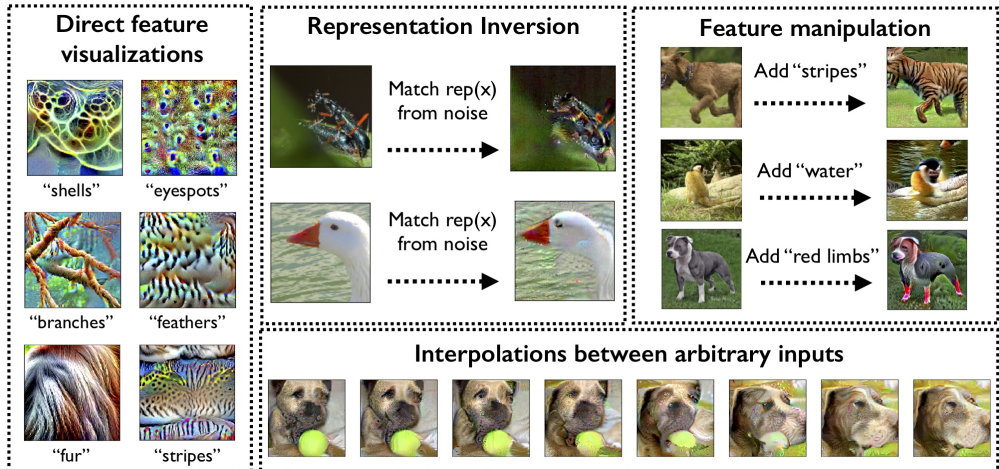 Direct feature
visualizations
"shells"
"eyespots"
"branches"
"feathers"
"fur"
"stripes"
Representation Inversion
Match rep(x)
from noise
Match rep(x)
from noise
Feature manipulation
Add "stripes"
Add "water"
Add "red limbs"
Interpolations between arbitrary inputs